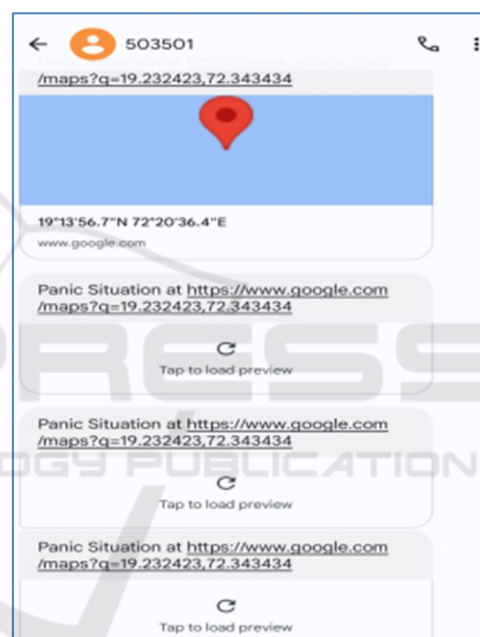 503501
/maps?q=19.232423,72.343434
19°13'56.7"N 72°20'36.4"E
www.google.com
Panic Situation at https://www.google.com
/maps?q=19.232423,72.343434
Tap to load preview
Panic Situation at https://www.google.com
/maps?q=19.232423,72.343434
Tap to load preview
Panic Situation at https://www.google.com
/maps?q=19.232423,72.343434
Tap to load preview
PRESS
OGY PUBLICATION